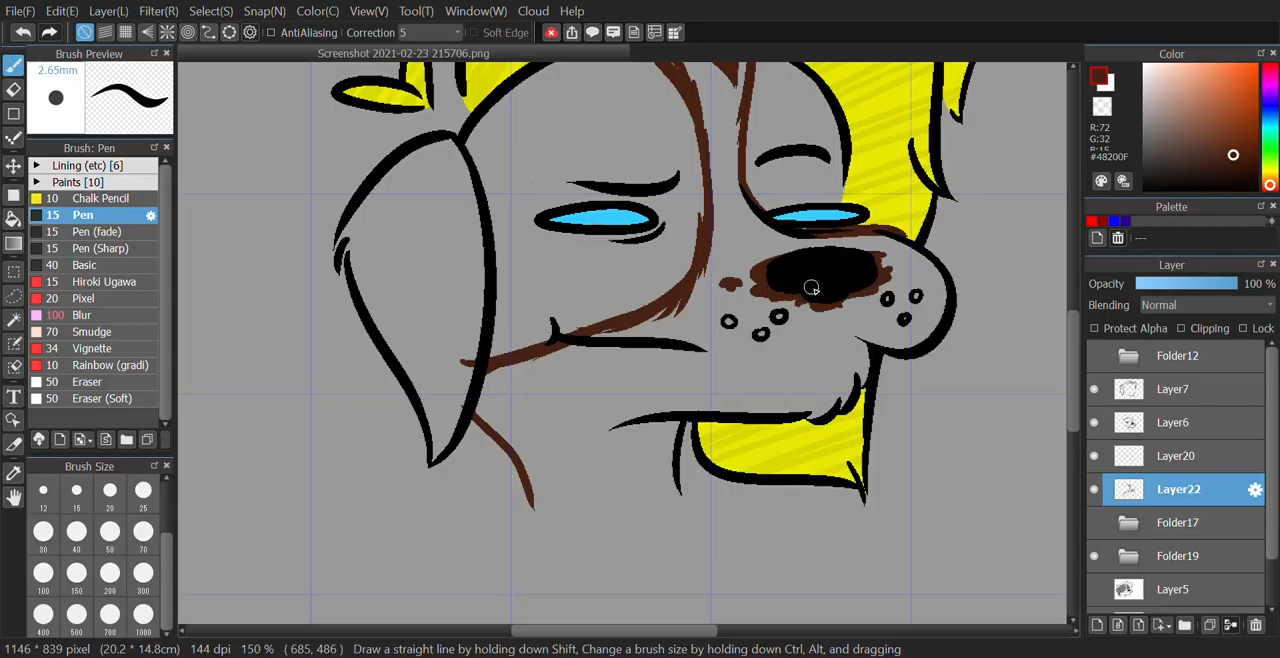 File(F) Edit(E) Layer(L) Filter(R) Select(S) Snap(N) Color(C) View(V) Tool(T) Window(W) Cloud Help
AntiAliasing Correction 5 Soft Edge
Brush Preview
Screenshot 2021-02-23 215706.png
Color
2.65mm
R:72
G:32
B:15
#48200F
Brush: Pen
Lining (etc) [6]
Paints [10]
10 Chalk Pencil
15 Pen
15 Pen (fade)
15 Pen (Sharp)
40 Basic
15 Hiroki Ugawa
20 Pixel
100 Blur
70 Smudge
34 Vignette
10 Rainbow (gradi)
50 Eraser
50 Eraser (Soft)
Palette
---
Layer
Opacity 100 %
Blending Normal
Protect Alpha Clipping Lock
Folder12
Layer7
Layer6
Layer20
Layer22
Folder17
Folder19
Layer5
Brush Size
12 15 20 25
30 40 50 70
100 150 200 300
400 500 700 1000
1146 * 839 pixel (20.2 * 14.8cm) 144 dpi 150 % ( 685, 486 ) Draw a straight line by holding down Shift, Change a brush size by holding down Ctrl, Alt, and dragging